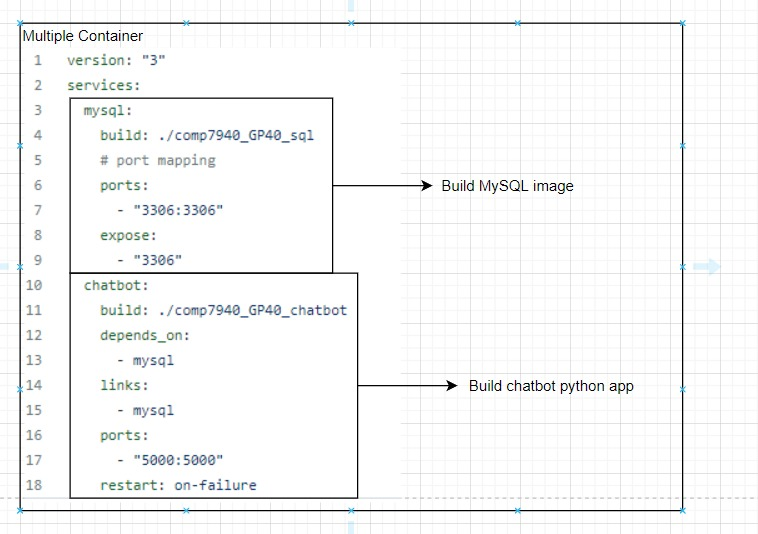 Multiple Container
1 version: "3"
2 services:
3 mysql:
4 build: ./comp7940_GP40_sql
5 # port mapping
6 ports:
7 - "3306:3306"
8 expose:
9 - "3306"
10 chatbot:
11 build: ./comp7940_GP40_chatbot
12 depends_on:
13 - mysql
14 links:
15 - mysql
16 ports:
17 - "5000:5000"
18 restart: on-failure
Build MySQL image
Build chatbot python app